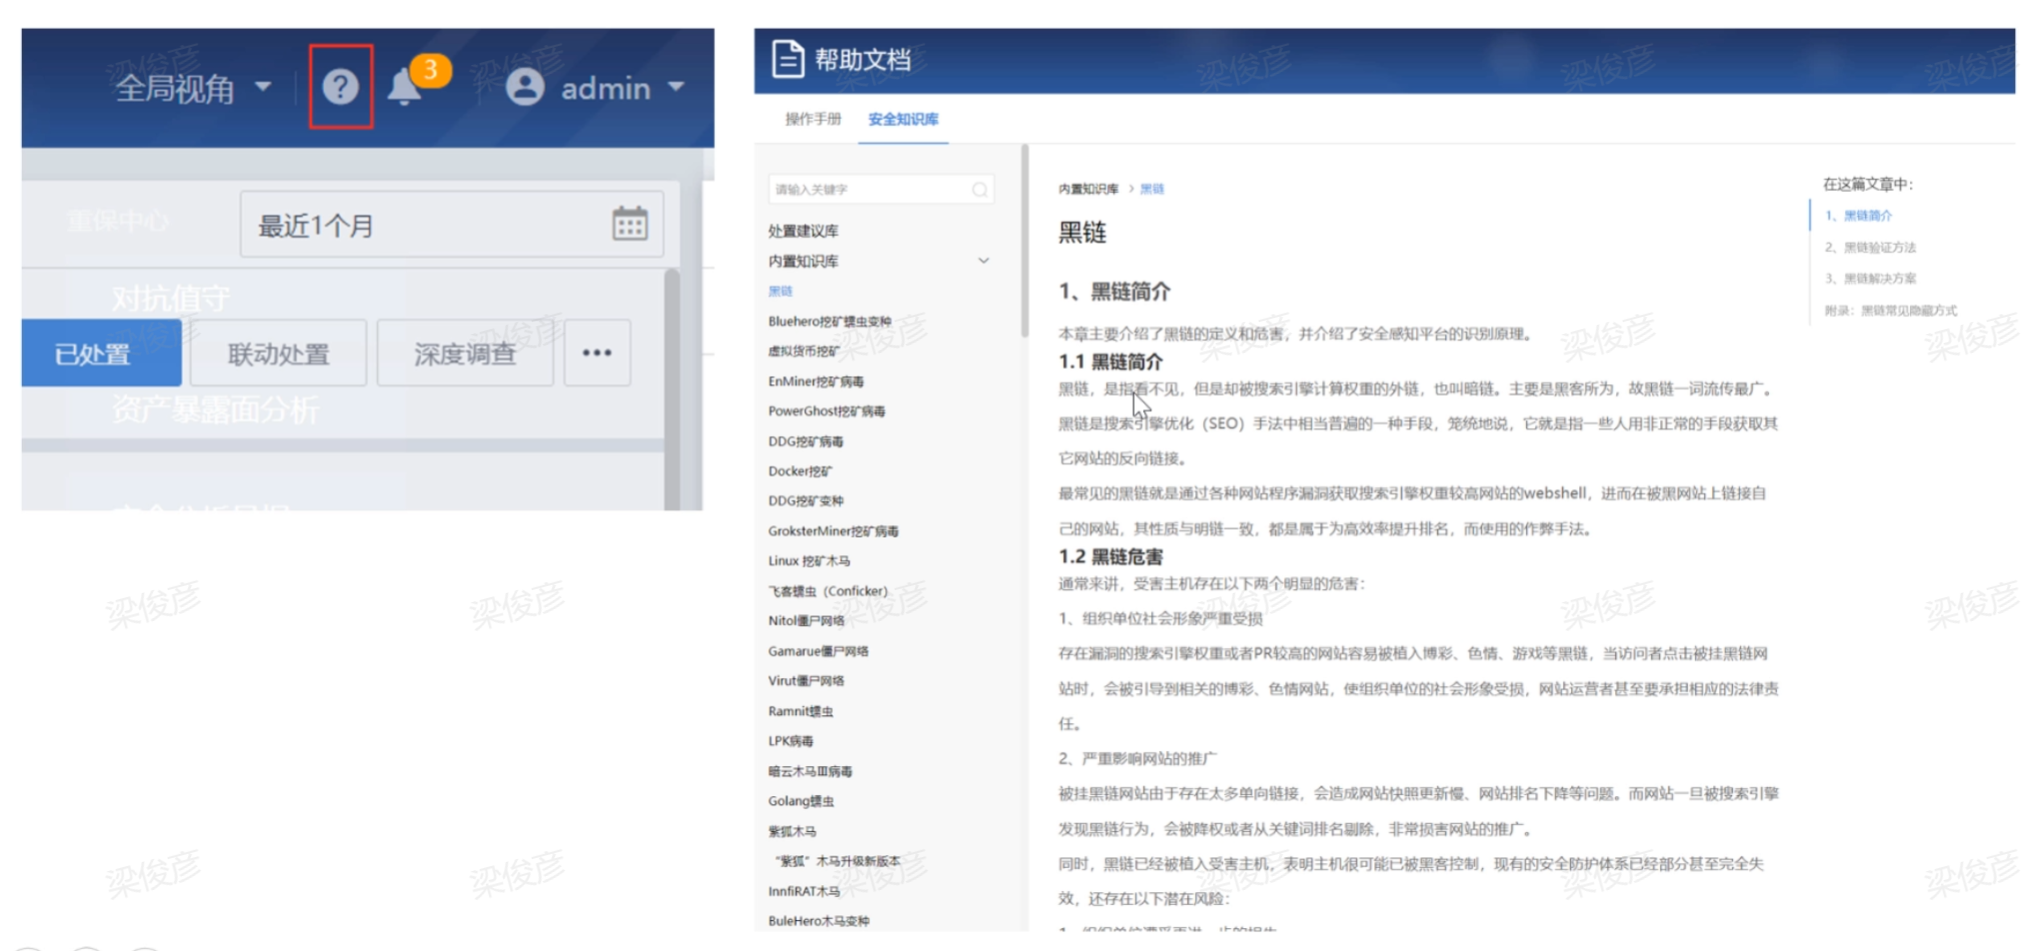 全局视角
3
admin
重保中心
最近1个月
对抗值守
已处置
联动处置
深度调查
•••
资产暴露面分析
帮助文档
操作手册
安全知识库
请输入关键字
处置建议库
内置知识库
黑链
Bluehero挖矿蠕虫变种
虚拟货币挖矿
EnMiner挖矿病毒
PowerGhost挖矿病毒
DDG挖矿病毒
Docker挖矿
DDG挖矿变种
GroksterMiner挖矿病毒
Linux 挖矿木马
飞客蠕虫（Conficker）
Nitol僵尸网络
Gamarue僵尸网络
Virut僵尸网络
Ramnit蠕虫
LPK病毒
暗云木马III病毒
Golang蠕虫
紫狐木马
“紫狐”木马升级新版本
InnfiRAT木马
BuleHero木马变种
内置知识库 > 黑链
黑链
1、黑链简介
本章主要介绍了黑链的定义和危害，并介绍了安全感知平台的识别原理。
1.1 黑链简介
黑链，是指看不见，但是却被搜索引擎计算权重的外链，也叫暗链。主要是黑客所为，故黑链一词流传最广。
黑链是搜索引擎优化（SEO）手法中相当普遍的一种手段，笼统地说，它就是指一些人用非正常的手段获取其
它网站的反向链接。
最常见的黑链就是通过各种网站程序漏洞获取搜索引擎权重较高网站的webshell，进而在被黑网站上链接自
己的网站，其性质与明链一致，都是属于为高效率提升排名，而使用的作弊手法。
1.2 黑链危害
通常来讲，受害主机存在以下两个明显的危害：
1、组织单位社会形象严重受损
存在漏洞的搜索引擎权重或者PR较高的网站容易被植入博彩、色情、游戏等黑链，当访问者点击被挂黑链网
站时，会被引导到相关的博彩、色情网站，使组织单位的社会形象受损，网站运营者甚至要承担相应的法律责
任。
2、严重影响网站的推广
被挂黑链网站由于存在太多单向链接，会造成网站快照更新慢、网站排名下降等问题。而网站一旦被搜索引擎
发现黑链行为，会被降权或者从关键词排名剔除，非常损害网站的推广。
同时，黑链已经被植入受害主机，表明主机很可能已被黑客控制，现有的安全防护体系已经部分甚至完全失
效，还存在以下潜在风险：
在这篇文章中：
1、黑链简介
2、黑链验证方法
3、黑链解决方案
附录：黑链常见隐藏方式
梁俊彦